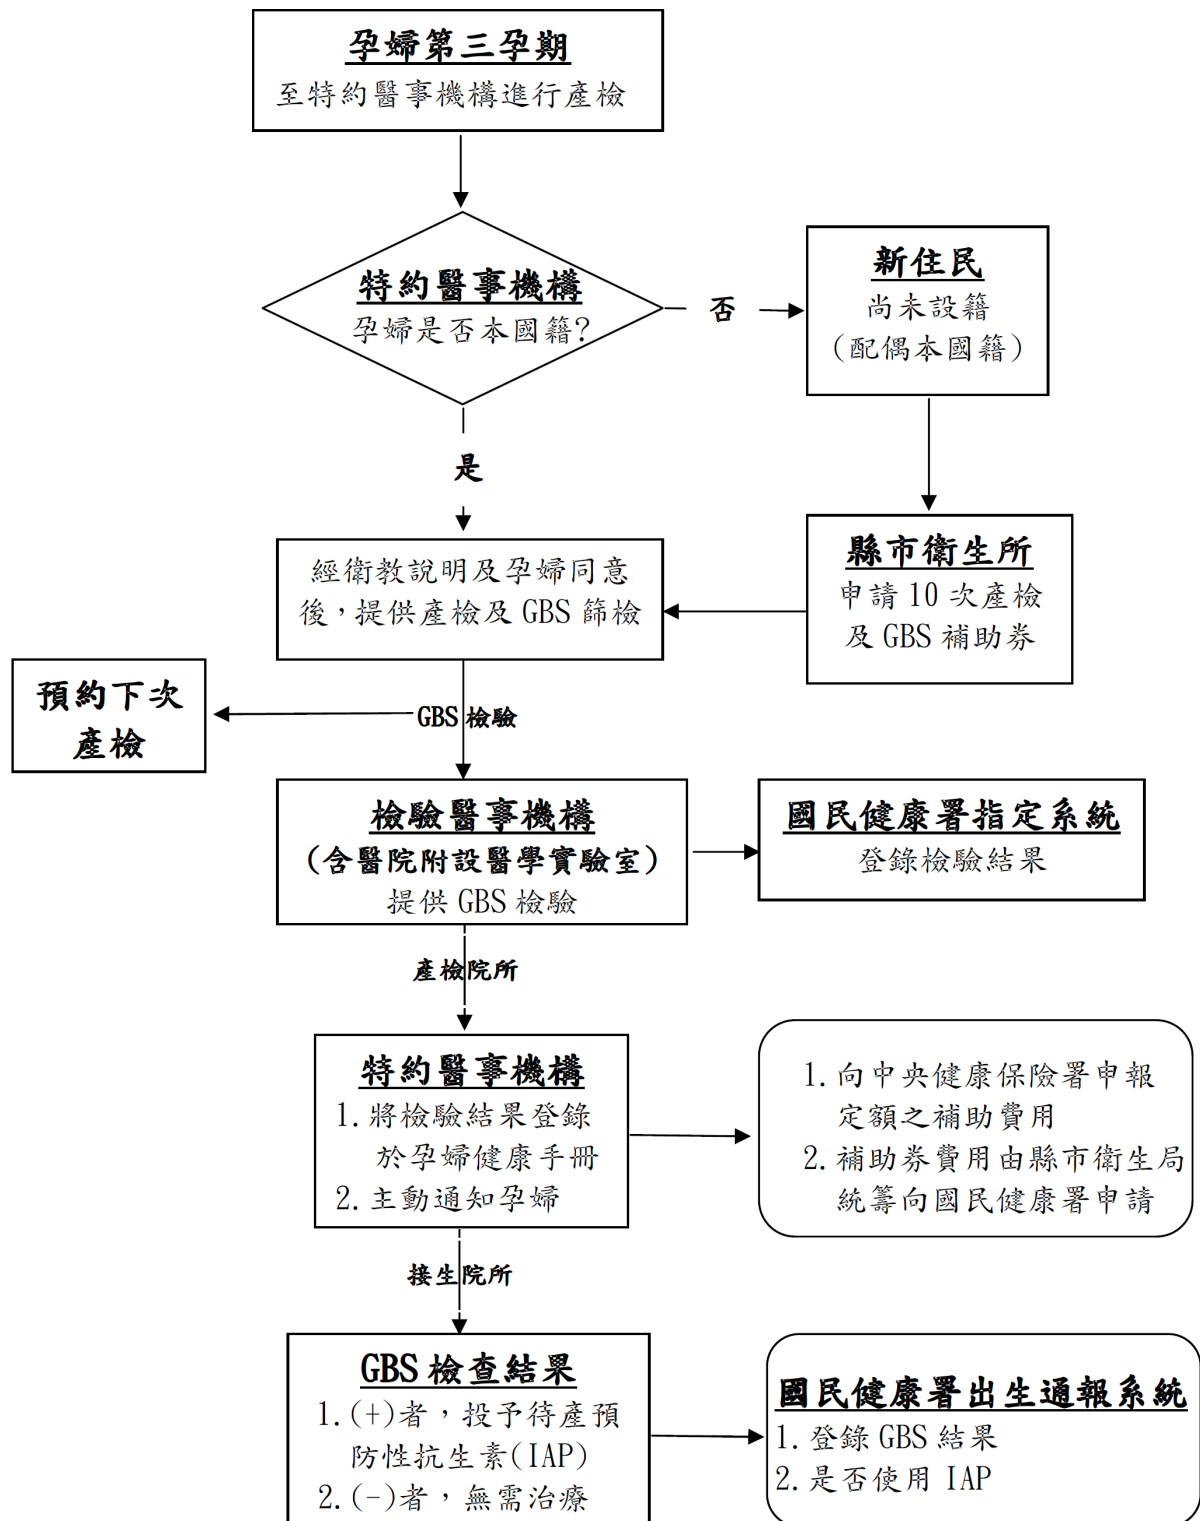 孕婦第三孕期
至特約醫事機構進行產檢
特約醫事機構
孕婦是否本國籍?
否
新住民
尚未設籍
(配偶本國籍)
是
縣市衛生所
申請 10 次產檢
及 GBS 補助券
經衛教說明及孕婦同意
後，提供產檢及 GBS 篩檢
預約下次
產檢
GBS 檢驗
檢驗醫事機構
(含醫院附設醫學實驗室)
提供 GBS 檢驗
國民健康署指定系統
登錄檢驗結果
產檢院所
特約醫事機構
1. 將檢驗結果登錄
於孕婦健康手冊
2. 主動通知孕婦
1. 向中央健康保險署申報
定額之補助費用
2. 補助券費用由縣市衛生局
統籌向國民健康署申請
接生院所
GBS 檢查結果
1. (+)者，投予待產預
防性抗生素(IAP)
2. (-)者，無需治療
國民健康署出生通報系統
1. 登錄 GBS 結果
2. 是否使用 IAP